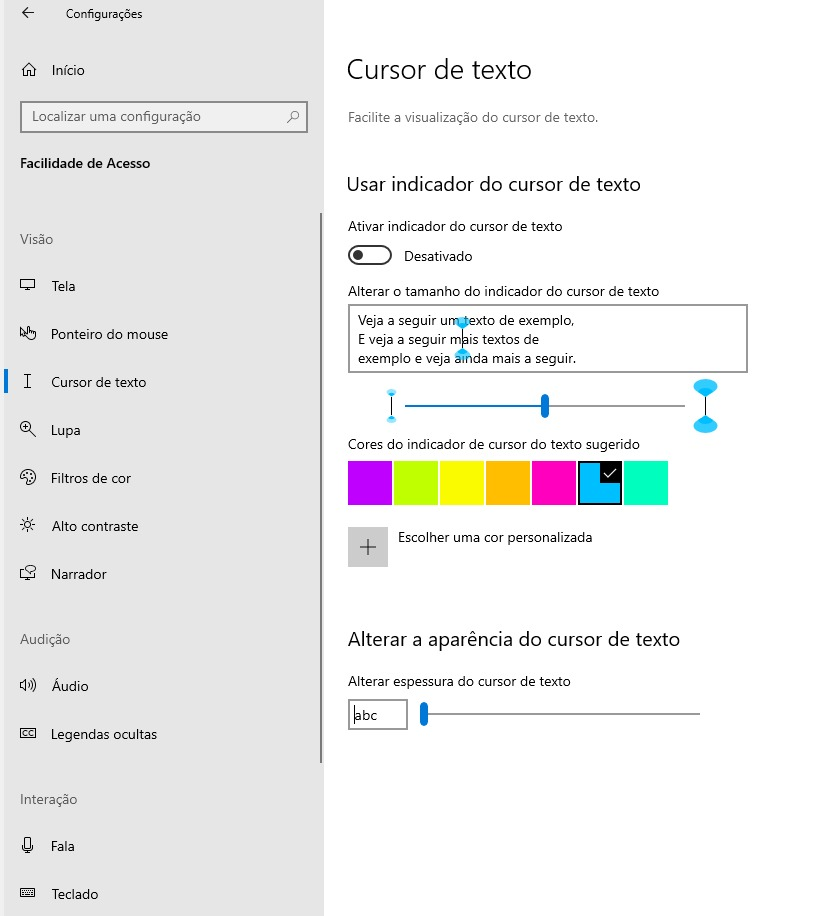 Configurações
Início
Localizar uma configuração
Facilidade de Acesso
Visão
Tela
Ponteiro do mouse
Cursor de texto
Lupa
Filtros de cor
Alto contraste
Narrador
Audição
Áudio
CC
Legendas ocultas
Interação
Fala
Teclado
Cursor de texto
Facilite a visualização do cursor de texto.
Usar indicador do cursor de texto
Ativar indicador do cursor de texto
Desativado
Alterar o tamanho do indicador do cursor de texto
Veja a seguir um texto de exemplo,
E veja a seguir mais textos de
exemplo e veja ainda mais a seguir.
Cores do indicador de cursor do texto sugerido
Escolher uma cor personalizada
Alterar a aparência do cursor de texto
Alterar espessura do cursor de texto
abc